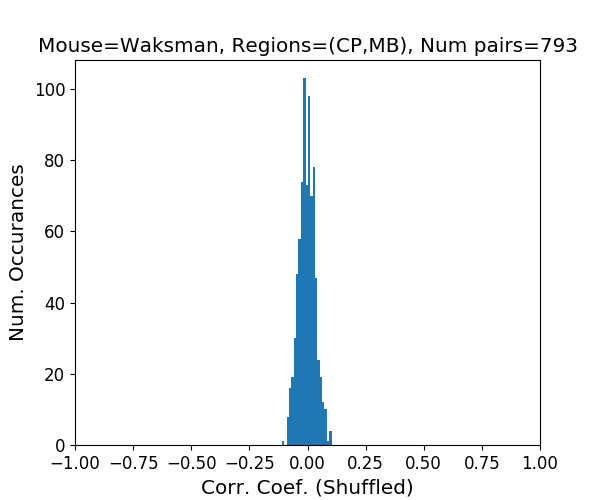 Mouse=Waksman, Regions=(CP,MB), Num pairs=793
100
80
60
40
20
0
Num. Occurances
−1.00 −0.75 −0.50 −0.25 0.00 0.25 0.50 0.75 1.00
Corr. Coef. (Shuffled)